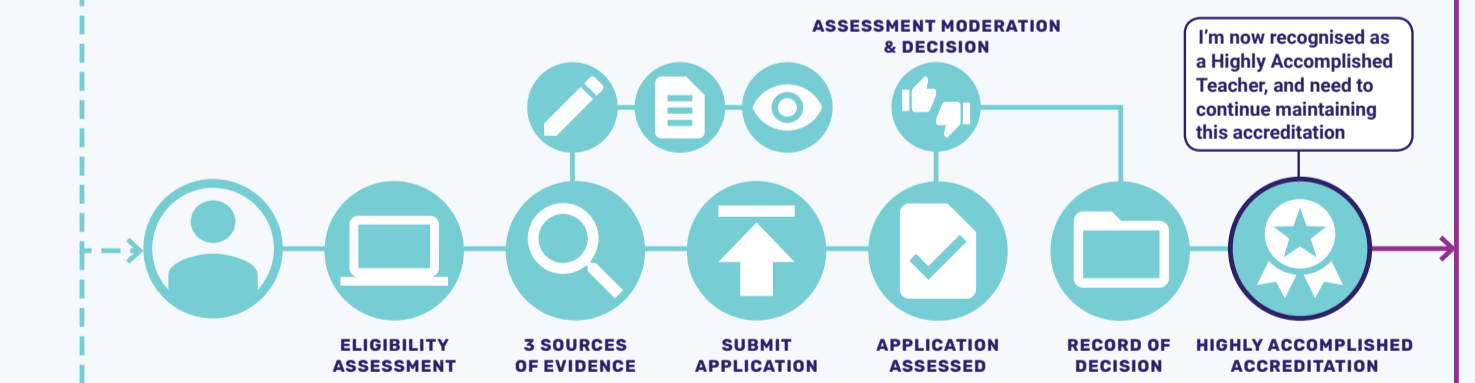 ASSESSMENT MODERATION
& DECISION
I'm now recognised as
a Highly Accomplished
Teacher, and need to
continue maintaining
this accreditation
ELIGIBILITY
ASSESSMENT
3 SOURCES
OF EVIDENCE
SUBMIT
APPLICATION
APPLICATION
ASSESSED
RECORD OF
DECISION
HIGHLY ACCOMPLISHED
ACCREDITATION